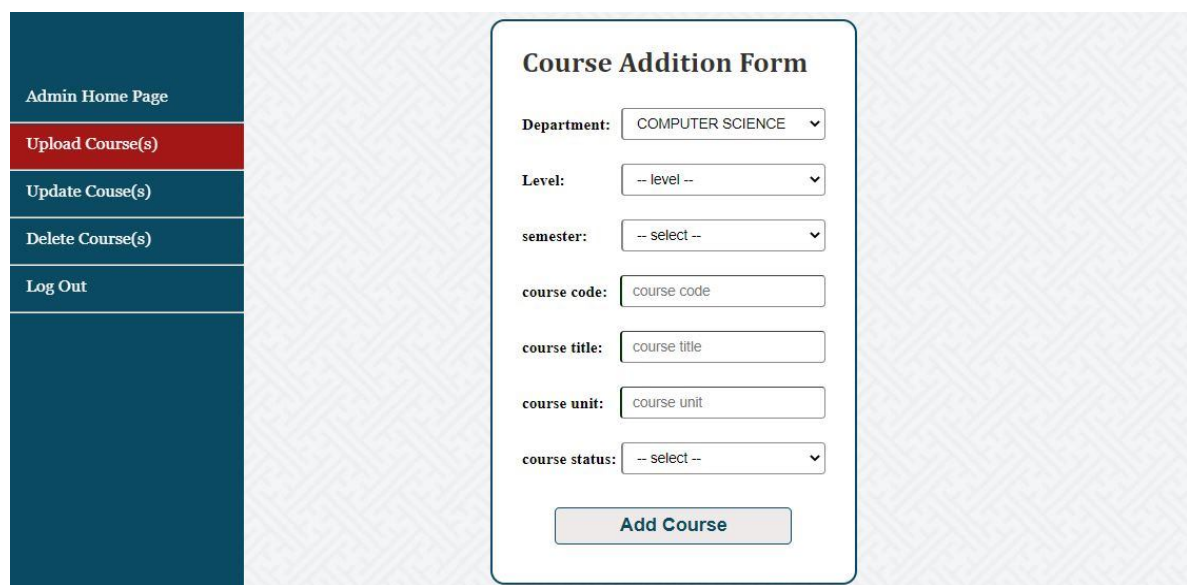 Admin Home Page
Upload Course(s)
Update Couse(s)
Delete Course(s)
Log Out
Course Addition Form
Department: COMPUTER SCIENCE
Level: -- level --
semester: -- select --
course code: course code
course title: course title
course unit: course unit
course status: -- select --
Add Course